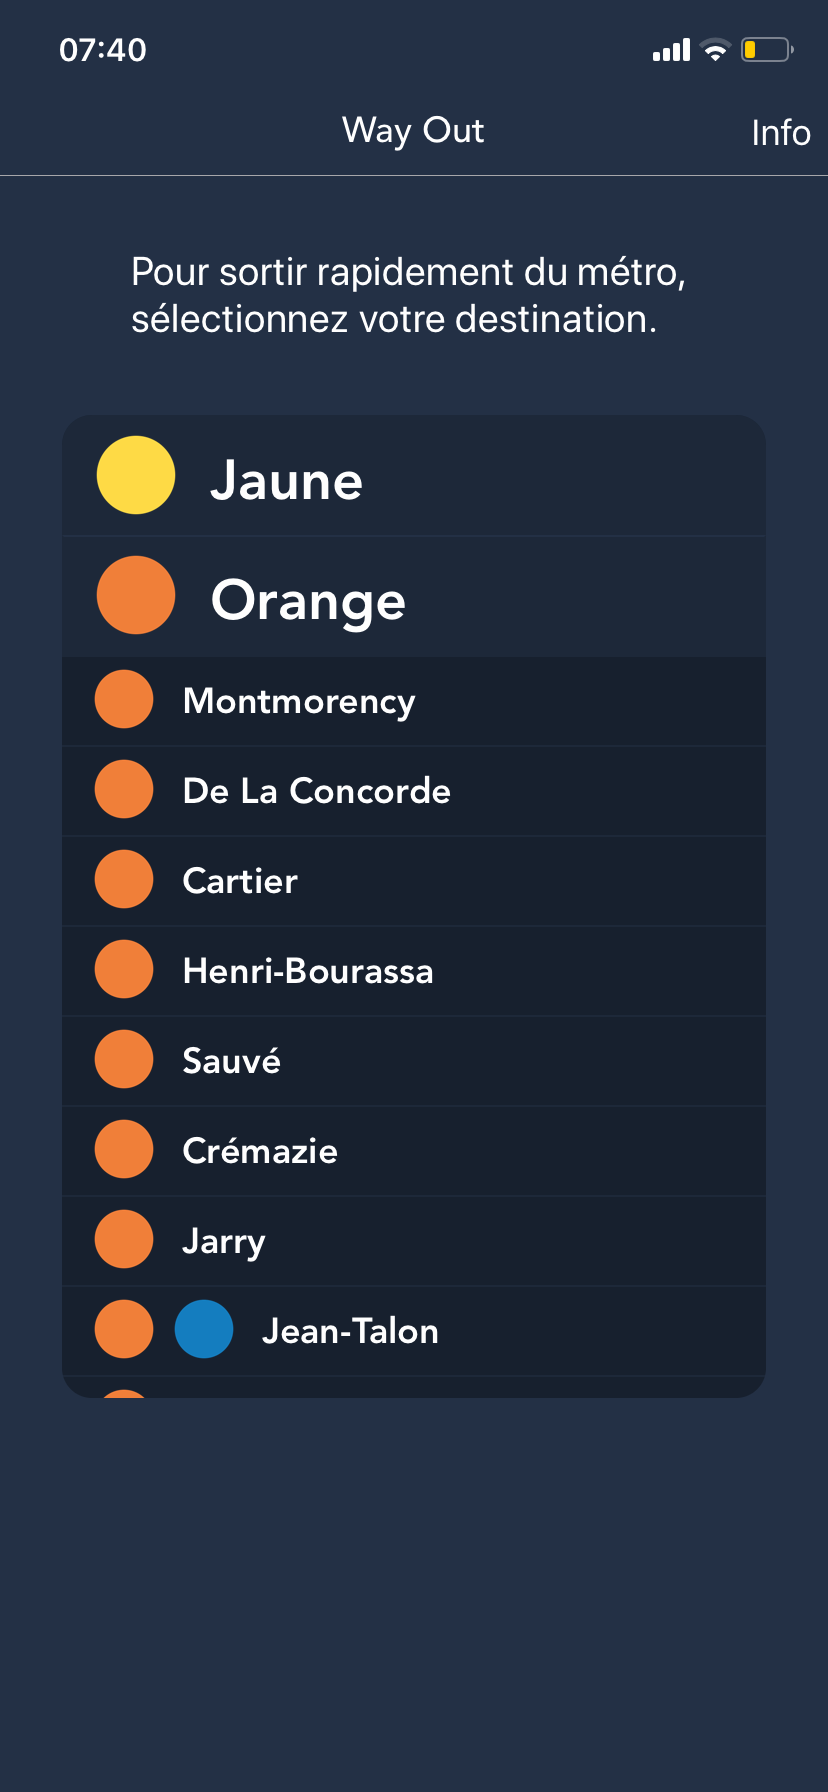 07:40
Way Out
Info
Pour sortir rapidement du métro,
sélectionnez votre destination.
Jaune
Orange
Montmorency
De La Concorde
Cartier
Henri-Bourassa
Sauvé
Crémazie
Jarry
Jean-Talon